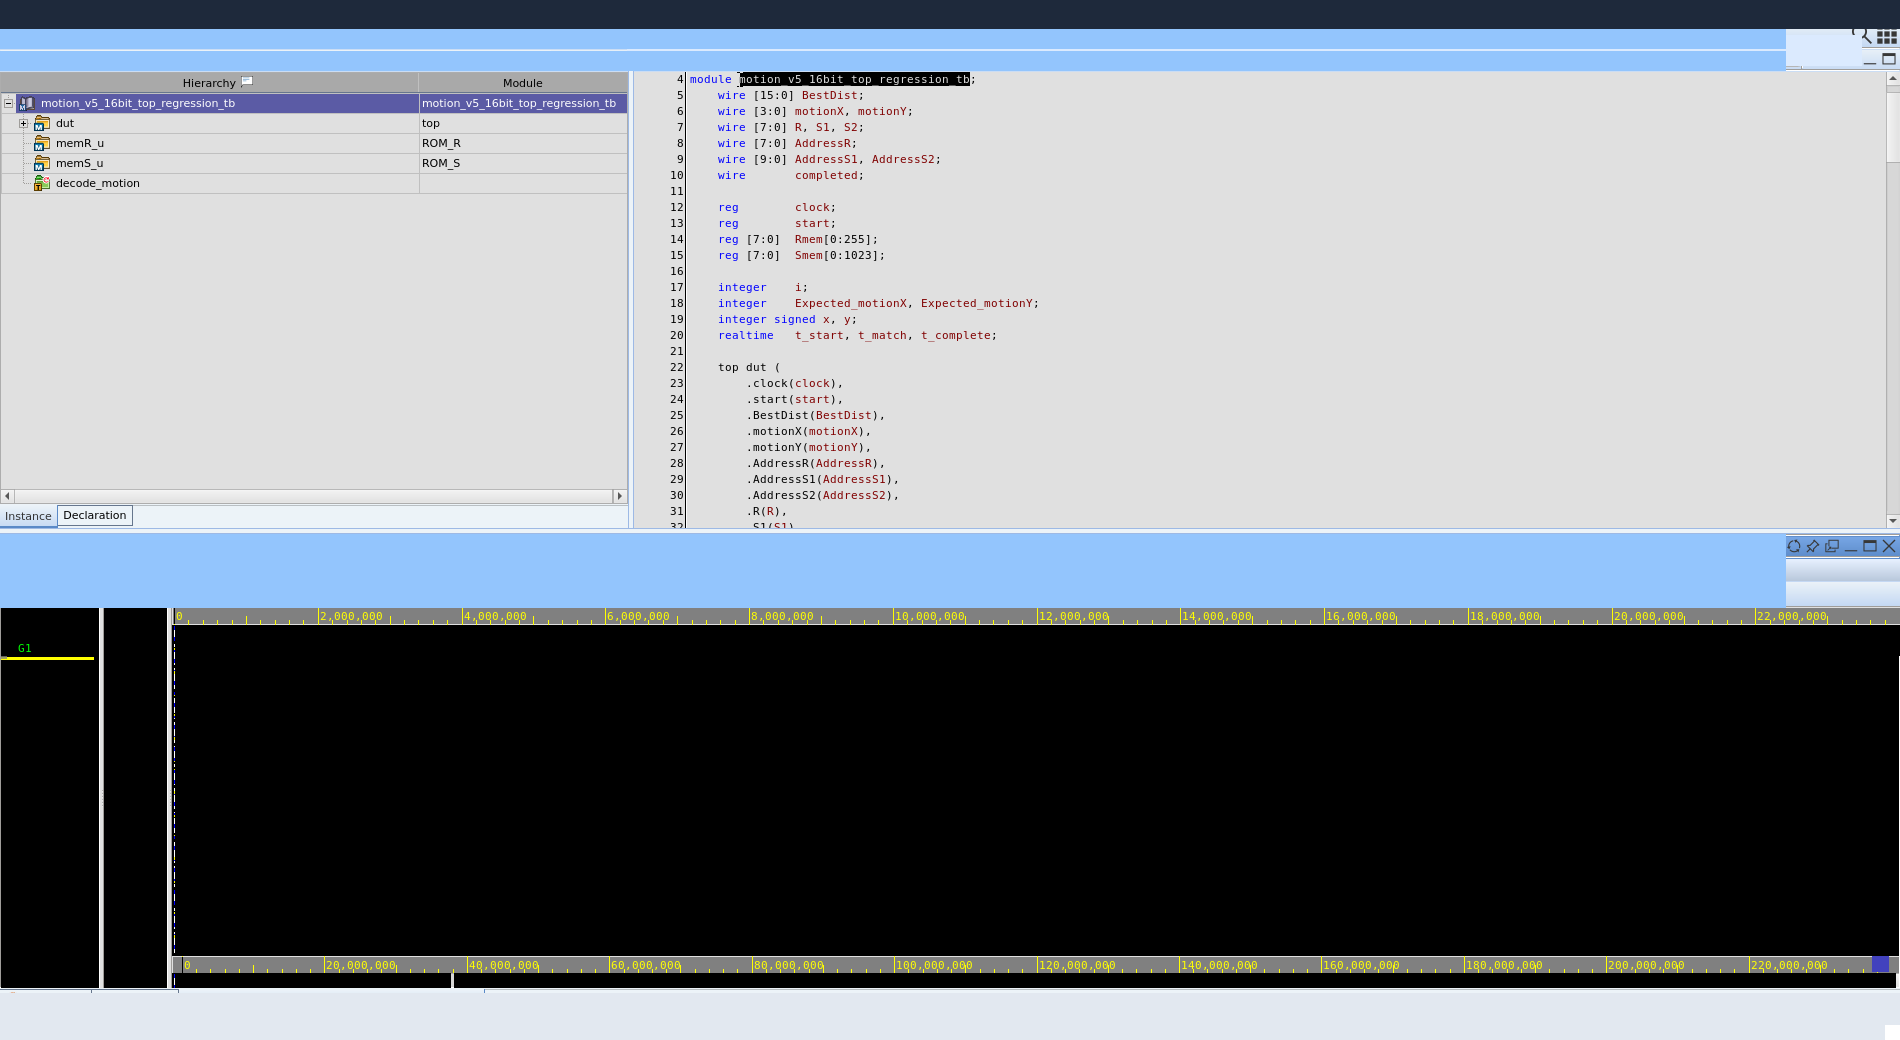 Hierarchy Module
motion_v5_16bit_top_regression_tb motion_v5_16bit_top_regression_tb
dut top
memR_u ROM_R
memS_u ROM_S
decode_motion
Instance Declaration
4 module motion_v5_16bit_top_regression_tb;
5 wire [15:0] BestDist;
6 wire [3:0] motionX, motionY;
7 wire [7:0] R, S1, S2;
8 wire [7:0] AddressR;
9 wire [9:0] AddressS1, AddressS2;
10 wire completed;
11
12 reg clock;
13 reg start;
14 reg [7:0] Rmem[0:255];
15 reg [7:0] Smem[0:1023];
16
17 integer i;
18 integer Expected_motionX, Expected_motionY;
19 integer signed x, y;
20 realtime t_start, t_match, t_complete;
21
22 top dut (
23 .clock(clock),
24 .start(start),
25 .BestDist(BestDist),
26 .motionX(motionX),
27 .motionY(motionY),
28 .AddressR(AddressR),
29 .AddressS1(AddressS1),
30 .AddressS2(AddressS2),
31 .R(R),
32 .S1(S1)
0 2,000,000 4,000,000 6,000,000 8,000,000 10,000,000 12,000,000 14,000,000 16,000,000 18,000,000 20,000,000 22,000,000
G1
0 20,000,000 40,000,000 60,000,000 80,000,000 100,000,000 120,000,000 140,000,000 160,000,000 180,000,000 200,000,000 220,000,000